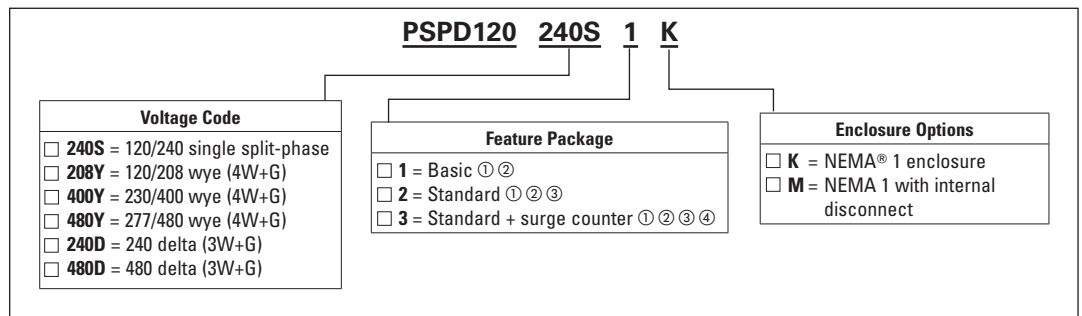 PSPD120 240S 1 K
Voltage Code
☐ 240S = 120/240 single split-phase
☐ 208Y = 120/208 wye (4W+G)
☐ 400Y = 230/400 wye (4W+G)
☐ 480Y = 277/480 wye (4W+G)
☐ 240D = 240 delta (3W+G)
☐ 480D = 480 delta (3W+G)
Feature Package
☐ 1 = Basic ① ②
☐ 2 = Standard ① ② ③
☐ 3 = Standard + surge counter ① ② ③ ④
Enclosure Options
☐ K = NEMA® 1 enclosure
☐ M = NEMA 1 with internal
disconnect